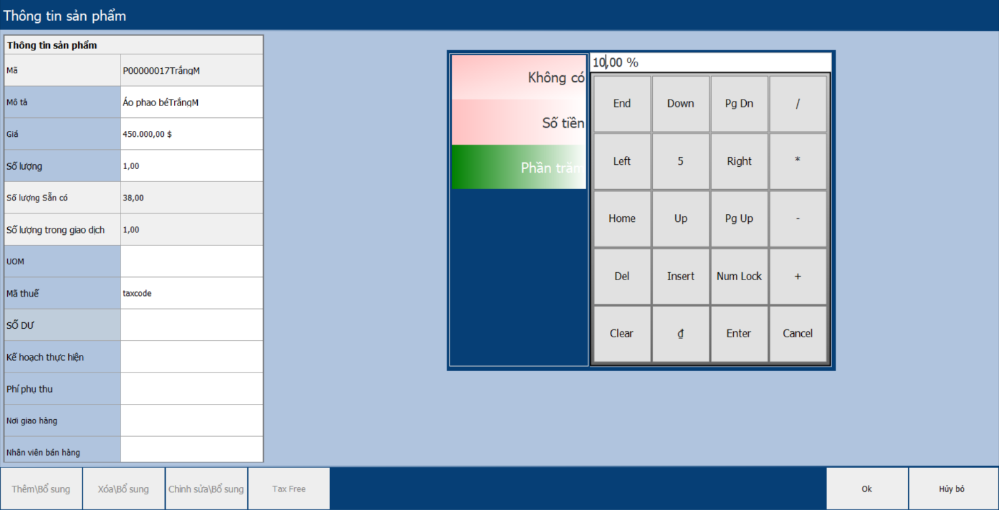 Thông tin sản phẩm
Thông tin sản phẩm
Mã P00000017TrắngM
Mô tả Áo phao béTrắngM
Giá 450.000,00 $
Số lượng 1,00
Số lượng Sẵn có 38,00
Số lượng trong giao dịch 1,00
UOM
Mã thuế taxcode
SỐ DƯ
Kế hoạch thực hiện
Phí phụ thu
Nơi giao hàng
Nhân viên bán hàng
Không có
Số tiền
Phần trăm
10,00 %
End Down Pg Dn /
Left 5 Right *
Home Up Pg Up -
Del Insert Num Lock +
Clear ₫ Enter Cancel
Thêm\Bổ sung Xóa\Bổ sung Chỉnh sửa\Bổ sung Tax Free Ok Hủy bỏ